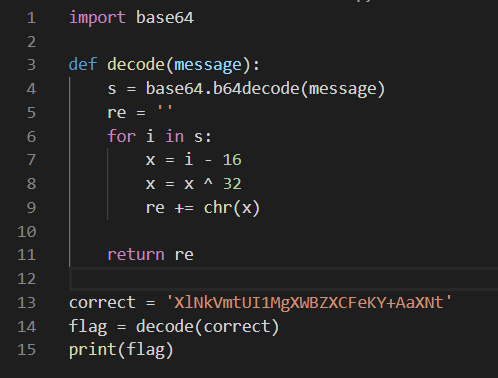 1 import base64
2
3 def decode(message):
4     s = base64.b64decode(message)
5     re = ''
6     for i in s:
7         x = i - 16
8         x = x ^ 32
9         re += chr(x)
10
11     return re
12
13 correct = 'XlNkVmtUI1MgXWBZXCFeKY+AaXNt'
14 flag = decode(correct)
15 print(flag)